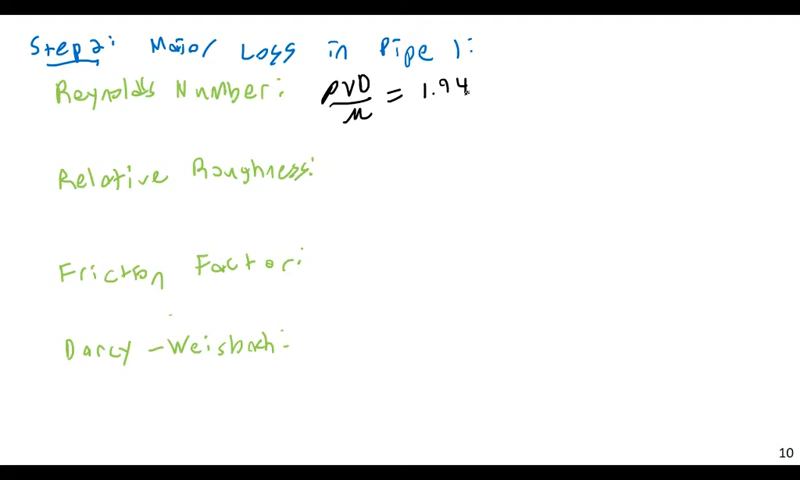 Step 2: Major Loss in Pipe 1:
Reynolds Number: ρVD/μ = 1.94
Relative Roughness:
Friction Factor:
Darcy - Weisbach:
10